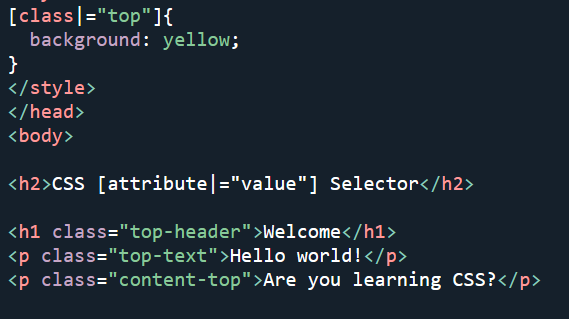 [class|="top"]{
  background: yellow;
}
</style>
</head>
<body>

<h2>CSS [attribute|="value"] Selector</h2>

<h1 class="top-header">Welcome</h1>
<p class="top-text">Hello world!</p>
<p class="content-top">Are you learning CSS?</p>